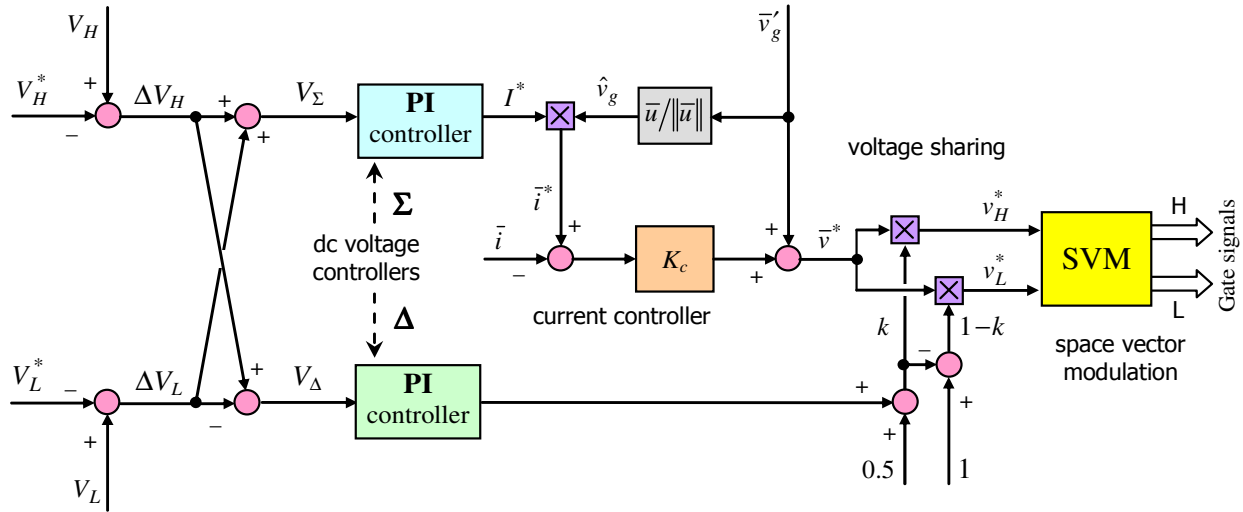 V_H
V_H^*
+
−
ΔV_H
+
+
V_Σ
PI
controller
I^*
×
v̂_g
ū/‖ū‖
v̄′_g
Σ
dc voltage
controllers
Δ
ī^*
ī
+
−
K_c
current controller
+
+
v̄^*
voltage sharing
×
v_H^*
×
v_L^*
SVM
H
L
Gate signals
space vector
modulation
k
1−k
−
+
+
+
0.5
1
V_L^*
−
+
ΔV_L
+
−
V_Δ
PI
controller
V_L